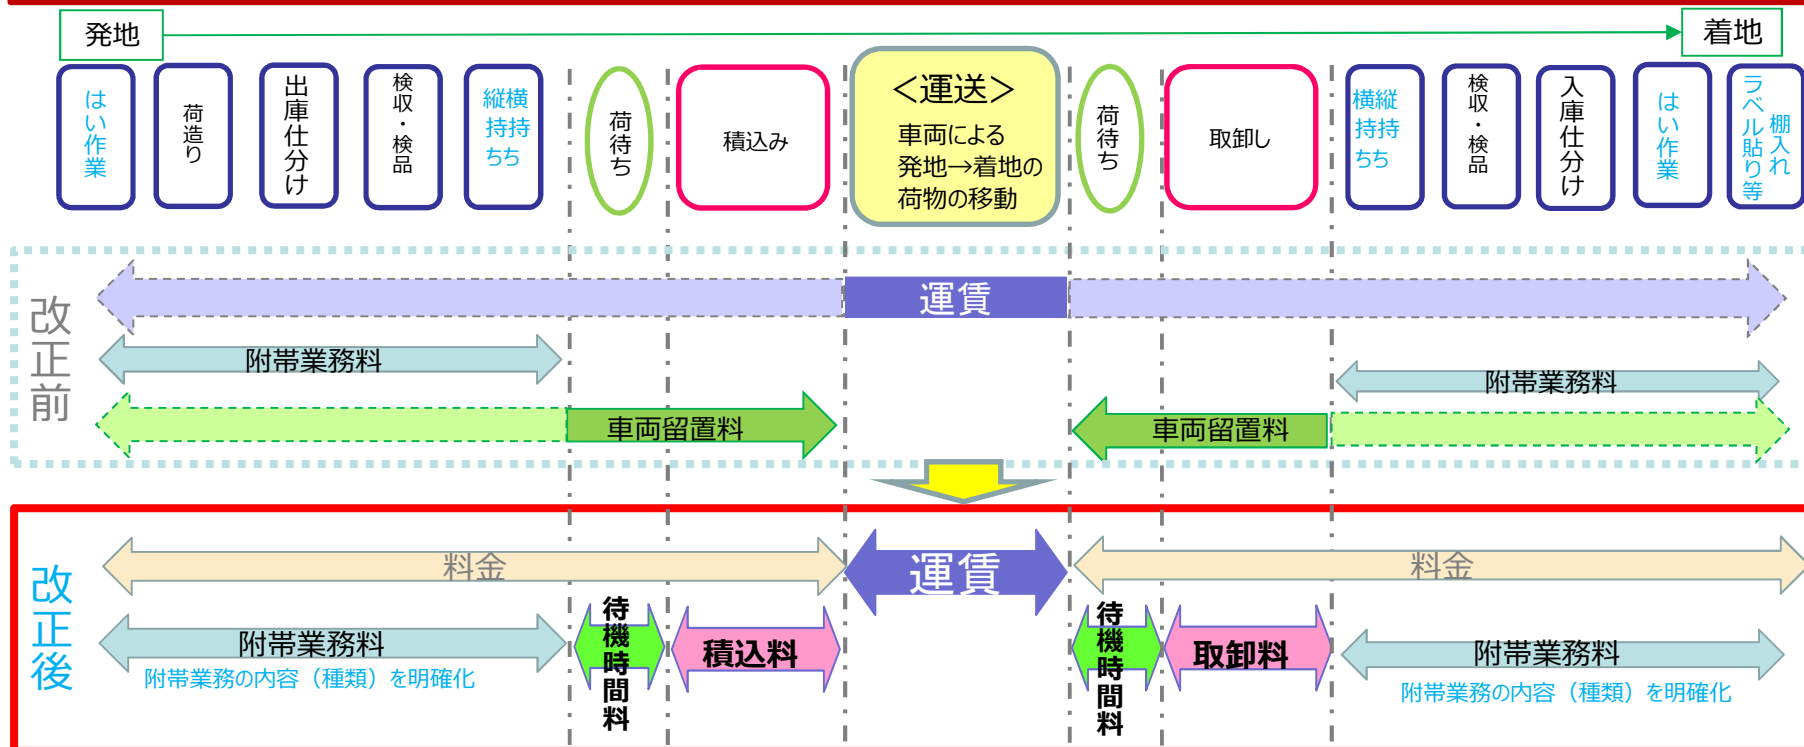 発地
着地
はい作業
荷造り
出庫仕分け
検収・検品
横持ち
縦持ち
荷待ち
積込み
<運送>
車両による
発地→着地の
荷物の移動
荷待ち
取卸し
縦持ち
横持ち
検収・検品
入庫仕分け
はい作業
棚入れ
ラベル貼り等
改正前
運賃
附帯業務料
附帯業務料
車両留置料
車両留置料
改正後
料金
運賃
料金
附帯業務料
附帯業務の内容（種類）を明確化
待機時間料
積込料
待機時間料
取卸料
附帯業務料
附帯業務の内容（種類）を明確化